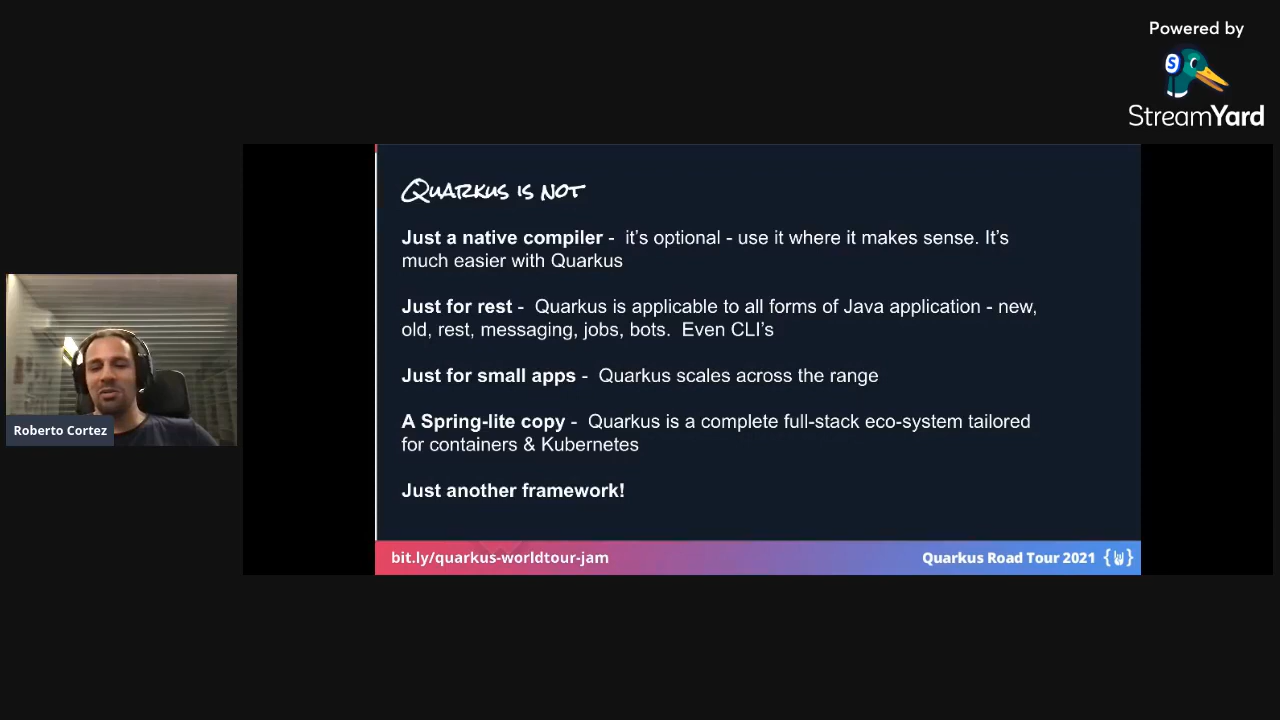 Powered by
S
StreamYard
Quarkus is not
Just a native compiler -  it's optional - use it where it makes sense. It's
much easier with Quarkus
Just for rest -  Quarkus is applicable to all forms of Java application - new,
old, rest, messaging, jobs, bots.  Even CLI's
Just for small apps -  Quarkus scales across the range
A Spring-lite copy -  Quarkus is a complete full-stack eco-system tailored
for containers & Kubernetes
Just another framework!
Roberto Cortez
bit.ly/quarkus-worldtour-jam
Quarkus Road Tour 2021